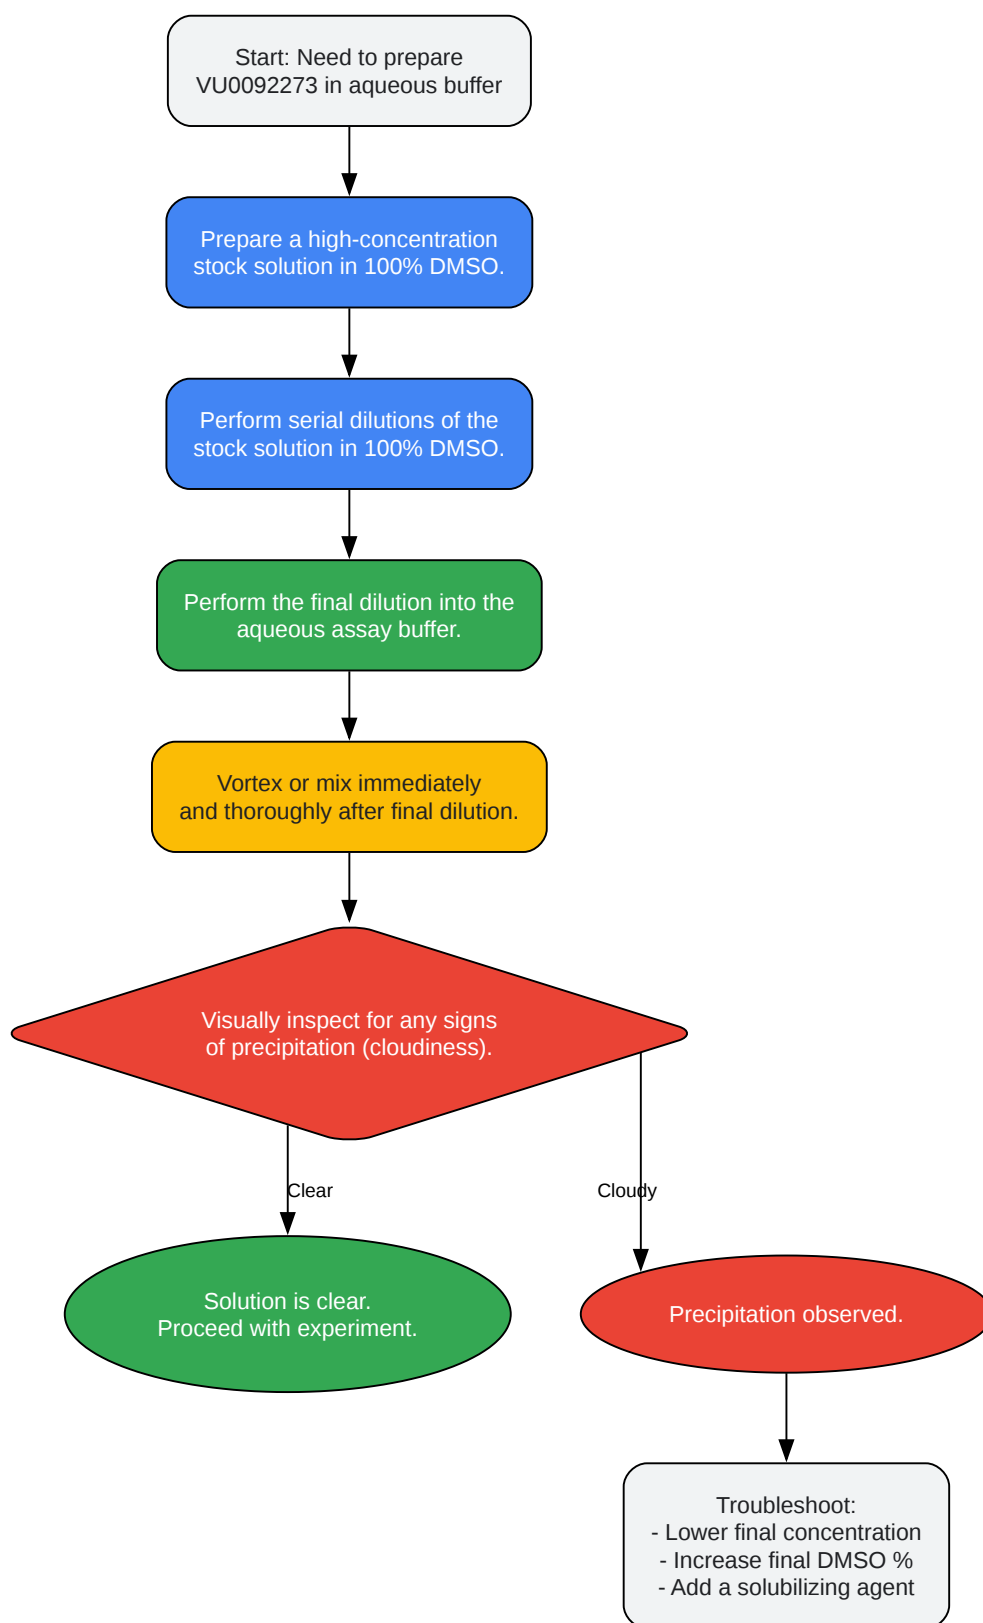 Start: Need to prepare
VU0092273 in aqueous buffer
Prepare a high-concentration
stock solution in 100% DMSO.
Perform serial dilutions of the
stock solution in 100% DMSO.
Perform the final dilution into the
aqueous assay buffer.
Vortex or mix immediately
and thoroughly after final dilution.
Visually inspect for any signs
of precipitation (cloudiness).
Clear
Cloudy
Solution is clear.
Proceed with experiment.
Precipitation observed.
Troubleshoot:
- Lower final concentration
- Increase final DMSO %
- Add a solubilizing agent